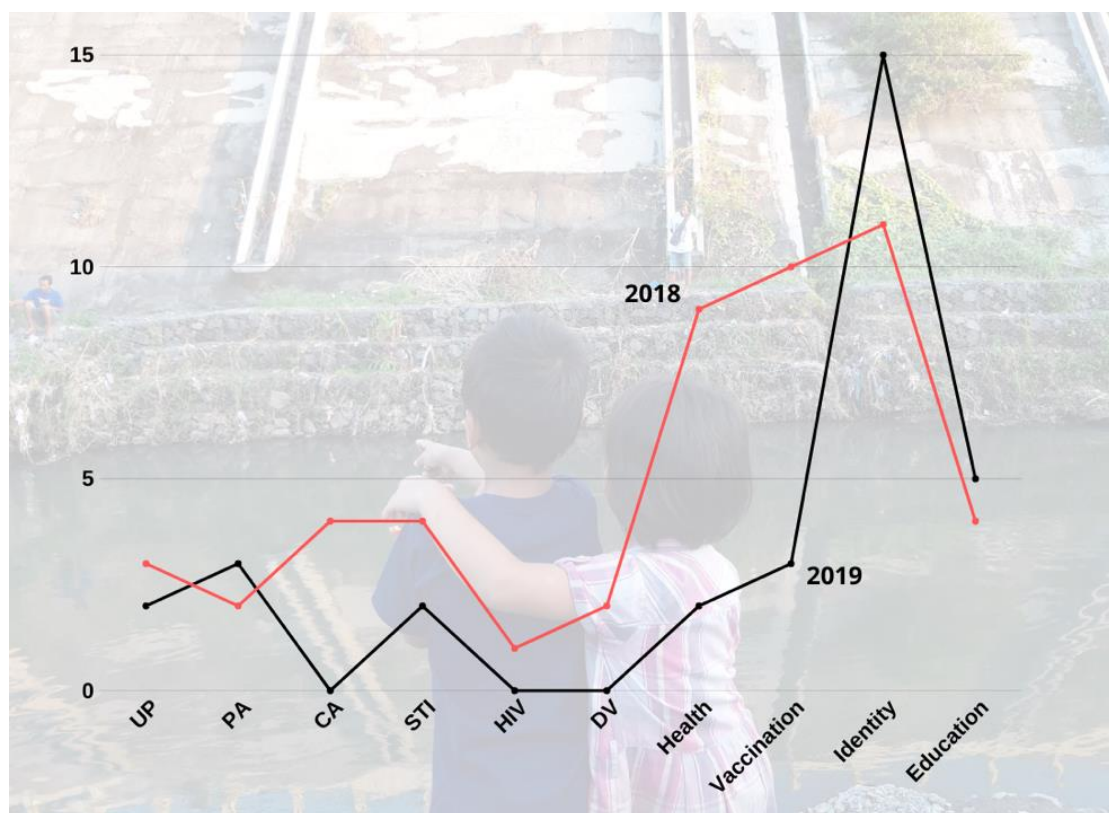 15
10
2018
5
2019
0
UP
PA
CA
STI
HIV
DV
Health
Vaccination
Identity
Education